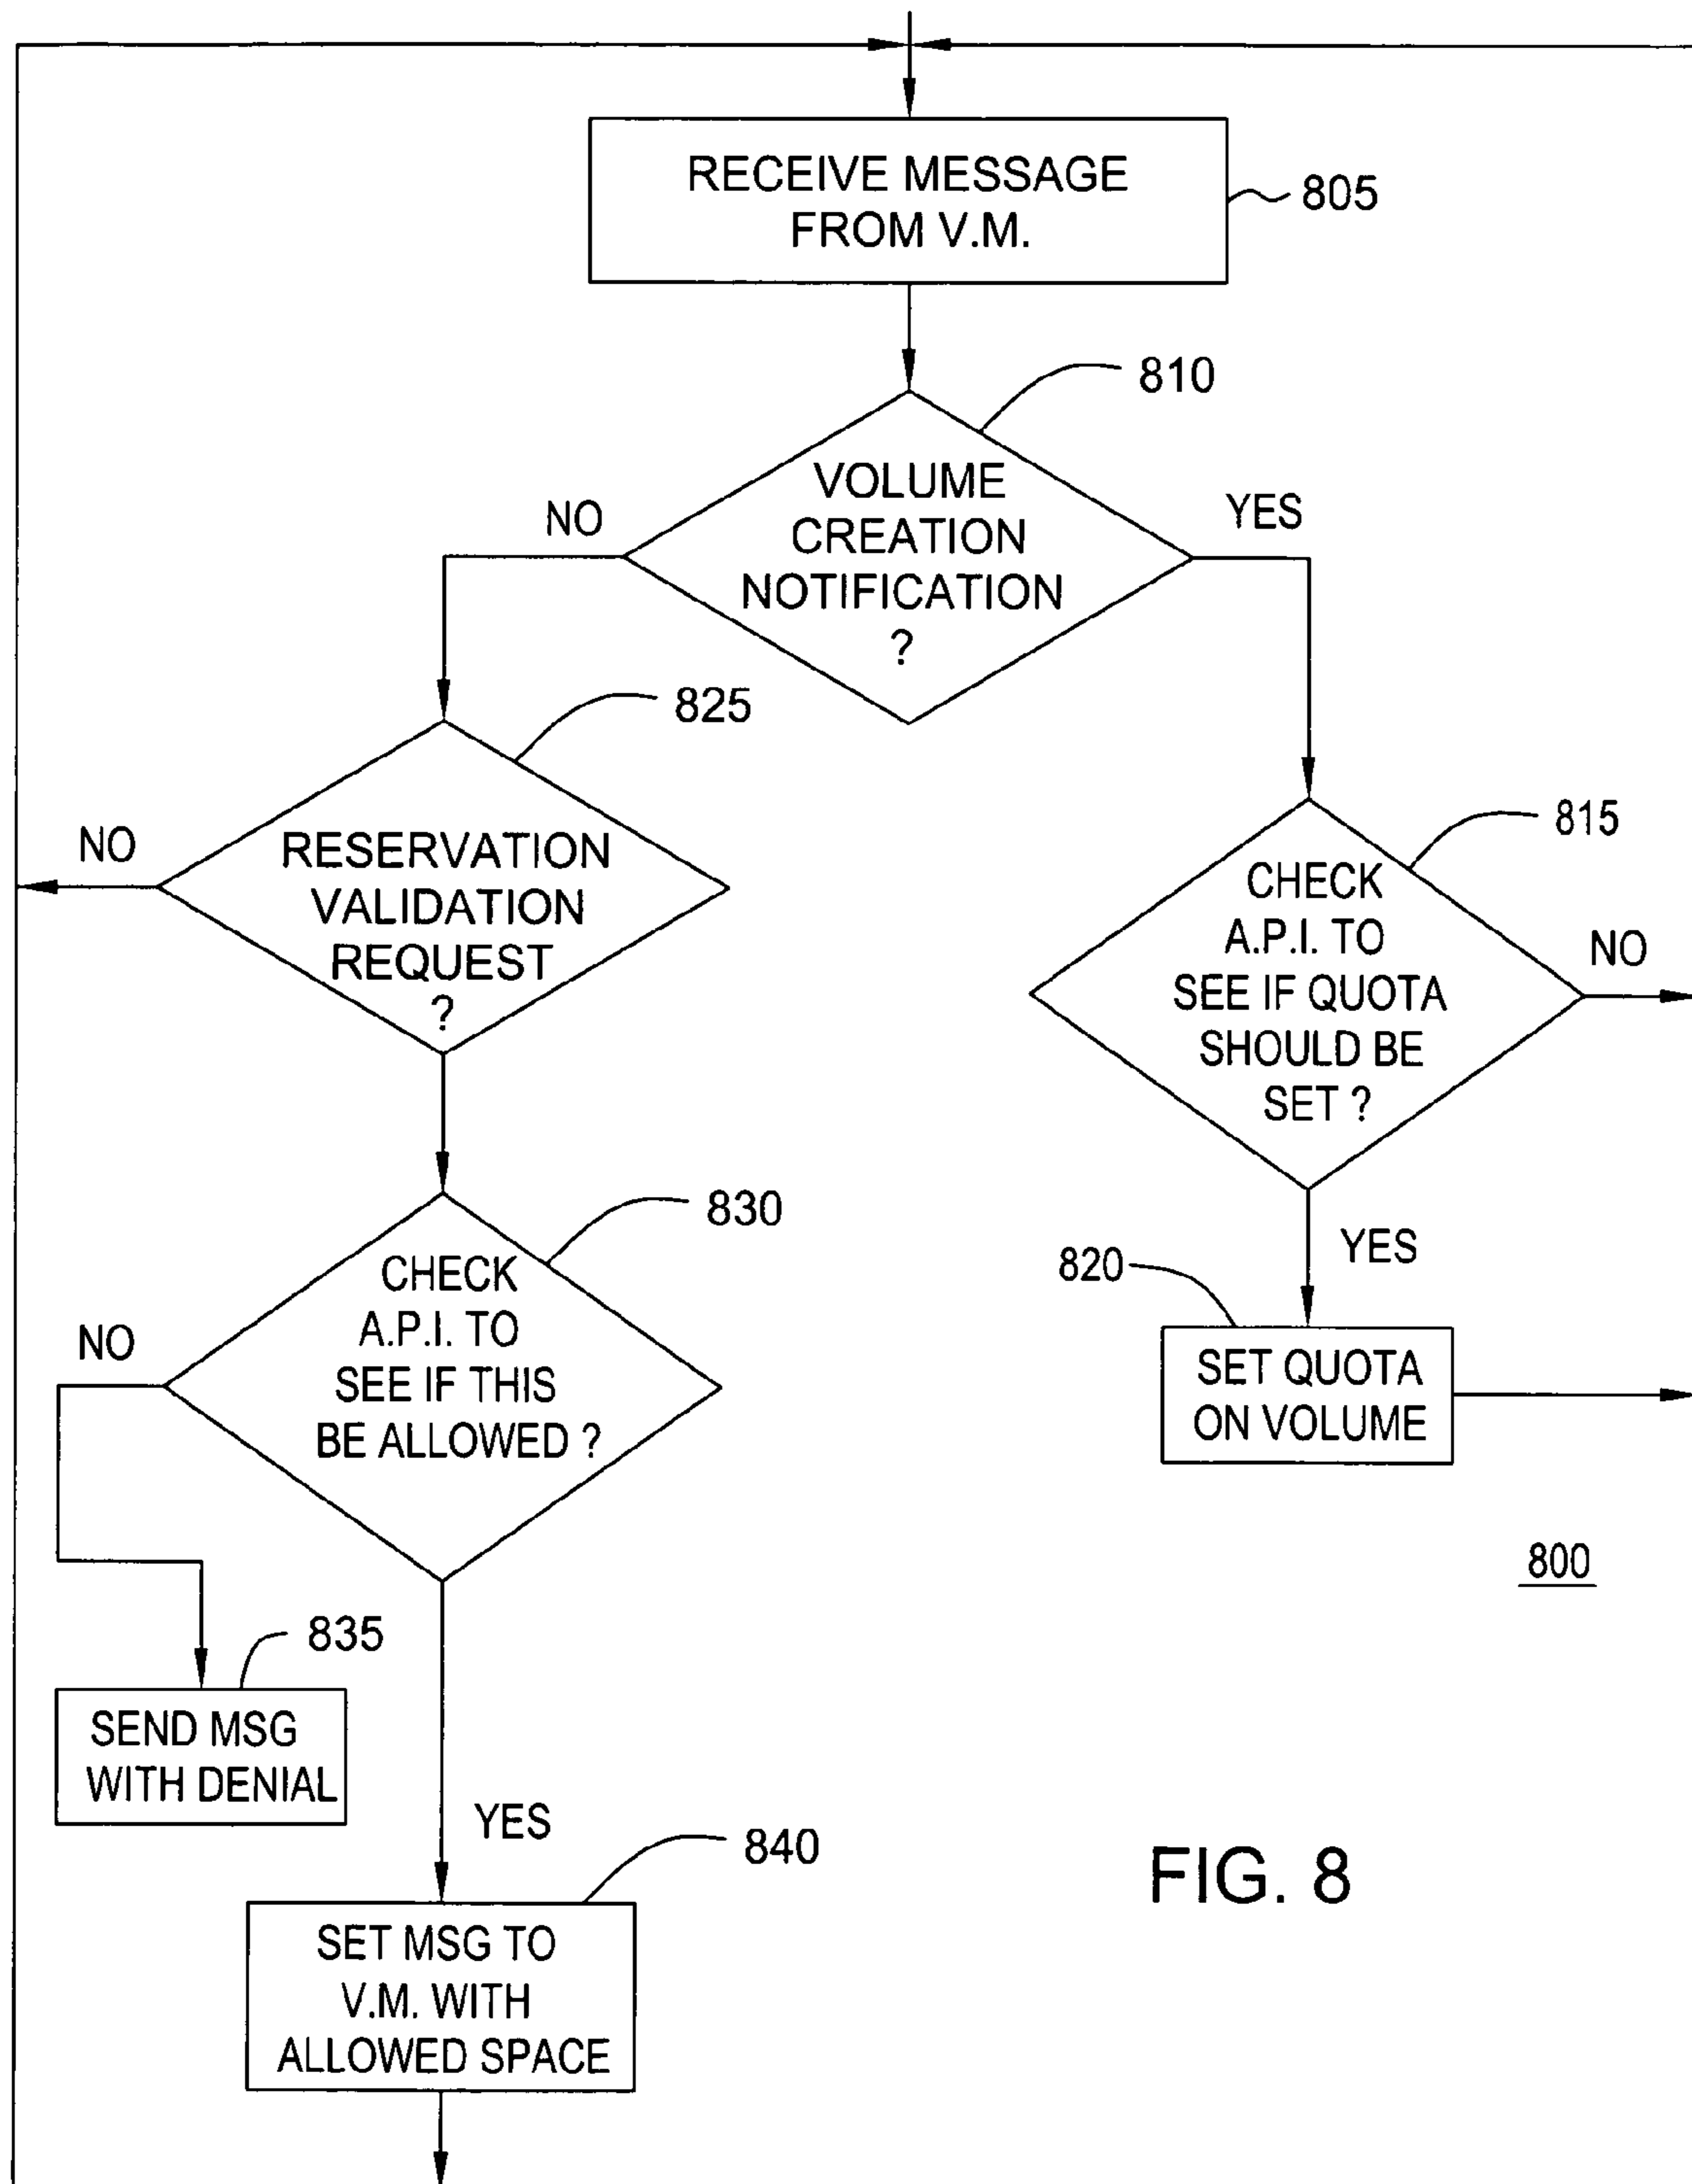 RECEIVE MESSAGE
FROM V.M.
805
810
VOLUME
CREATION
NOTIFICATION
?
NO
YES
825
RESERVATION
VALIDATION
REQUEST
?
NO
815
CHECK
A.P.I. TO
SEE IF QUOTA
SHOULD BE
SET ?
NO
YES
820
SET QUOTA
ON VOLUME
830
CHECK
A.P.I. TO
SEE IF THIS
BE ALLOWED ?
NO
835
SEND MSG
WITH DENIAL
YES
840
SET MSG TO
V.M. WITH
ALLOWED SPACE
800
FIG. 8